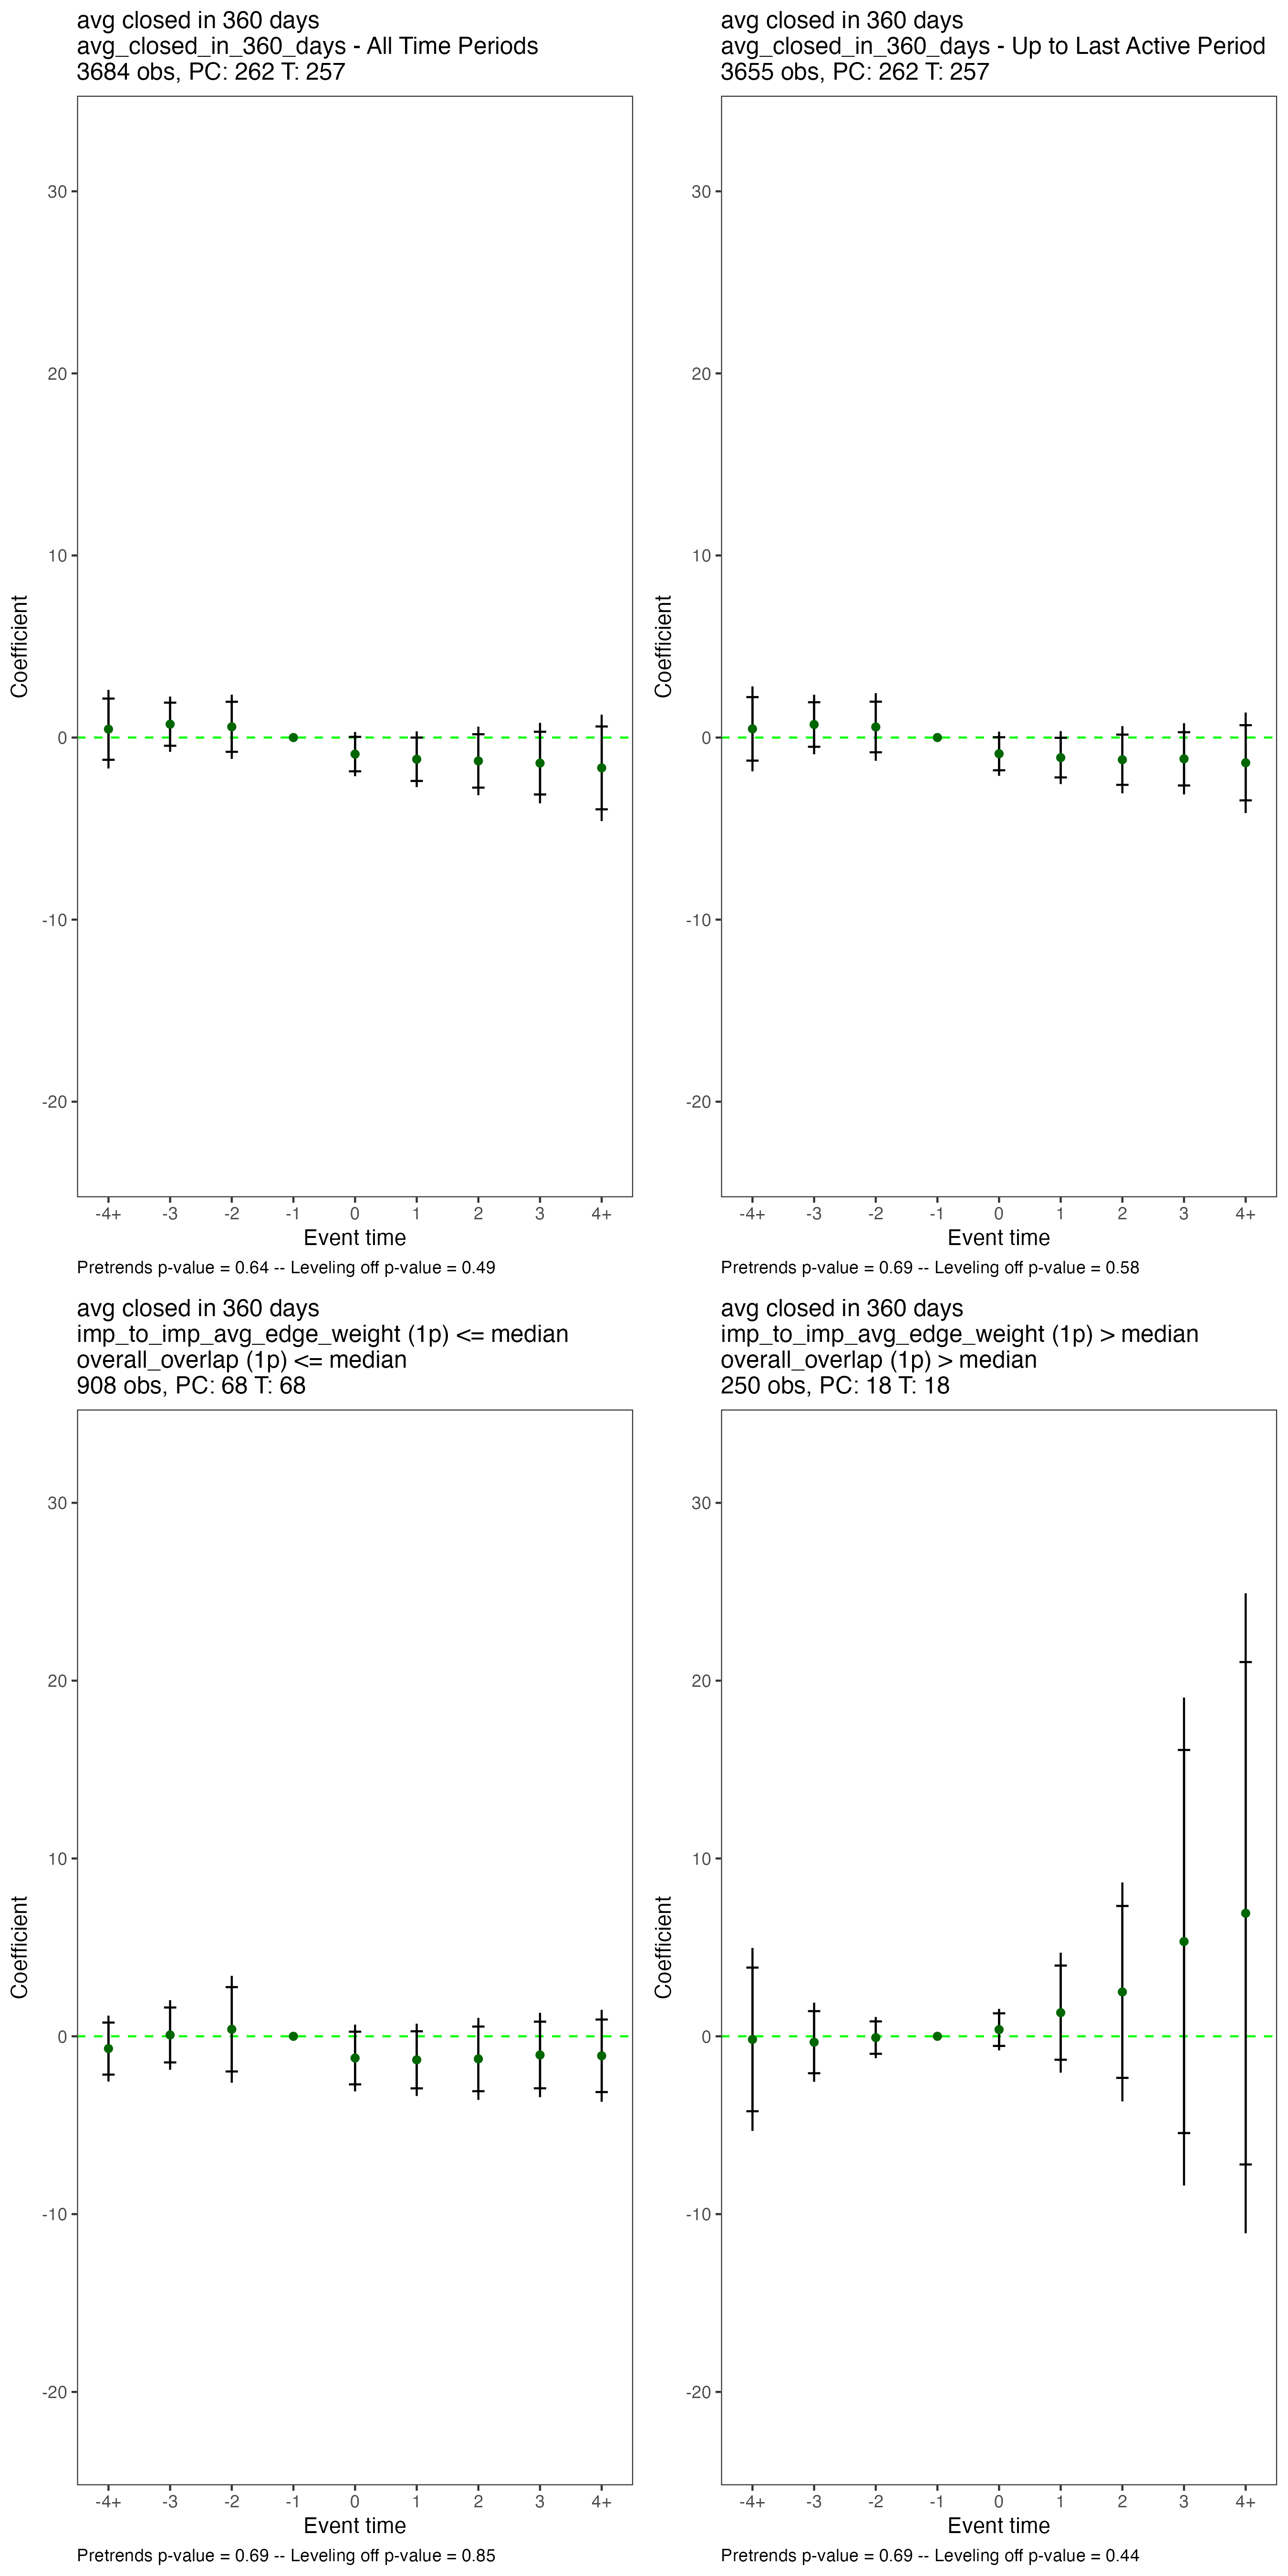 avg closed in 360 days
avg_closed_in_360_days - All Time Periods
3684 obs, PC: 262 T: 257
30
20
10
0
-10
-20
Coefficient
-4+ -3 -2 -1 0 1 2 3 4+
Event time
Pretrends p-value = 0.64 -- Leveling off p-value = 0.49
avg closed in 360 days
avg_closed_in_360_days - Up to Last Active Period
3655 obs, PC: 262 T: 257
30
20
10
0
-10
-20
Coefficient
-4+ -3 -2 -1 0 1 2 3 4+
Event time
Pretrends p-value = 0.69 -- Leveling off p-value = 0.58
avg closed in 360 days
imp_to_imp_avg_edge_weight (1p) <= median
overall_overlap (1p) <= median
908 obs, PC: 68 T: 68
30
20
10
0
-10
-20
Coefficient
-4+ -3 -2 -1 0 1 2 3 4+
Event time
Pretrends p-value = 0.69 -- Leveling off p-value = 0.85
avg closed in 360 days
imp_to_imp_avg_edge_weight (1p) > median
overall_overlap (1p) > median
250 obs, PC: 18 T: 18
30
20
10
0
-10
-20
Coefficient
-4+ -3 -2 -1 0 1 2 3 4+
Event time
Pretrends p-value = 0.69 -- Leveling off p-value = 0.44